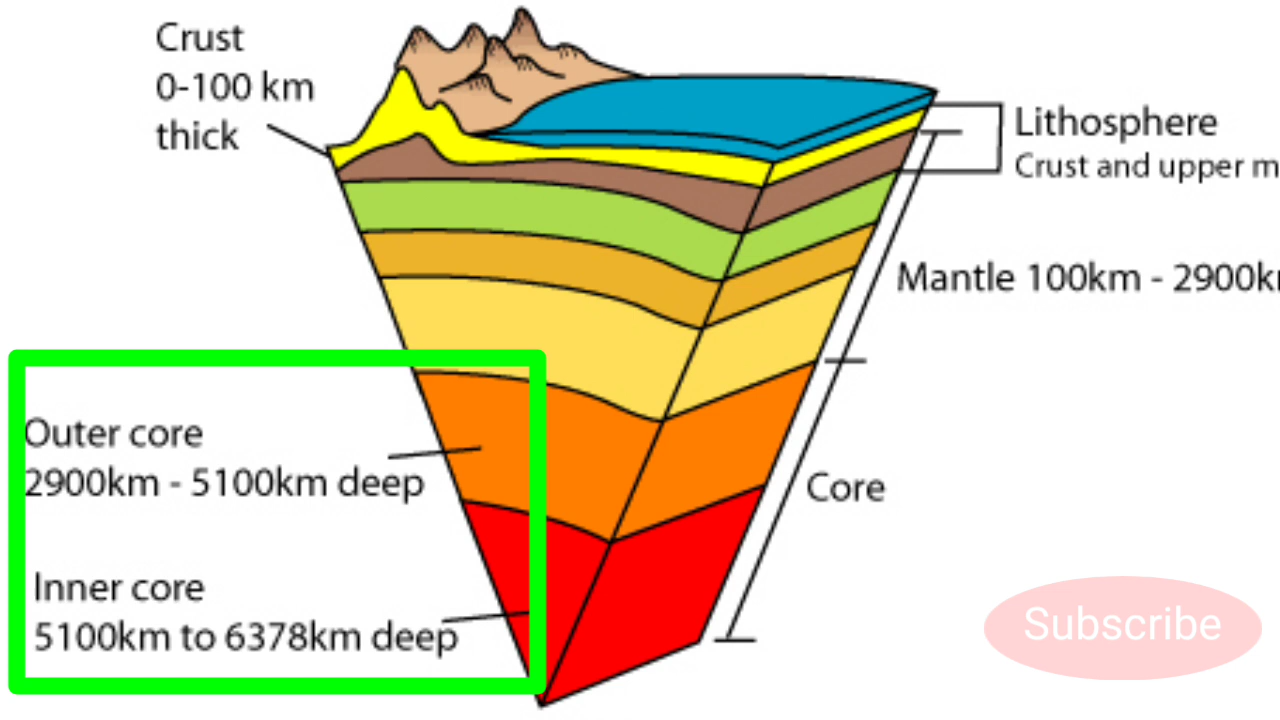 Crust
0-100 km
thick
Lithosphere
Crust and upper m
Mantle 100km - 2900k
Outer core
2900km - 5100km deep
Core
Inner core
5100km to 6378km deep
Subscribe